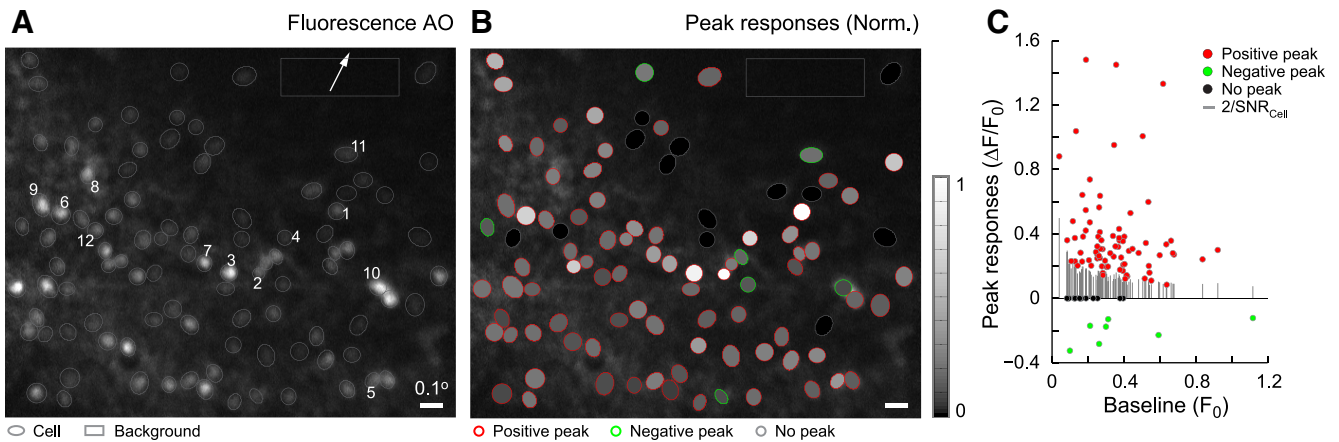 A Fluorescence AO
11
9
8
6
1
12
4
7
3
2
10
5
0.1°
Cell Background
B Peak responses (Norm.)
1
0
Positive peak Negative peak No peak
C
Positive peak
Negative peak
No peak
2/SNRCell
Peak responses (ΔF/F0)
1.6
1.2
0.8
0.4
0
−0.4
0 0.4 0.8 1.2
Baseline (F0)